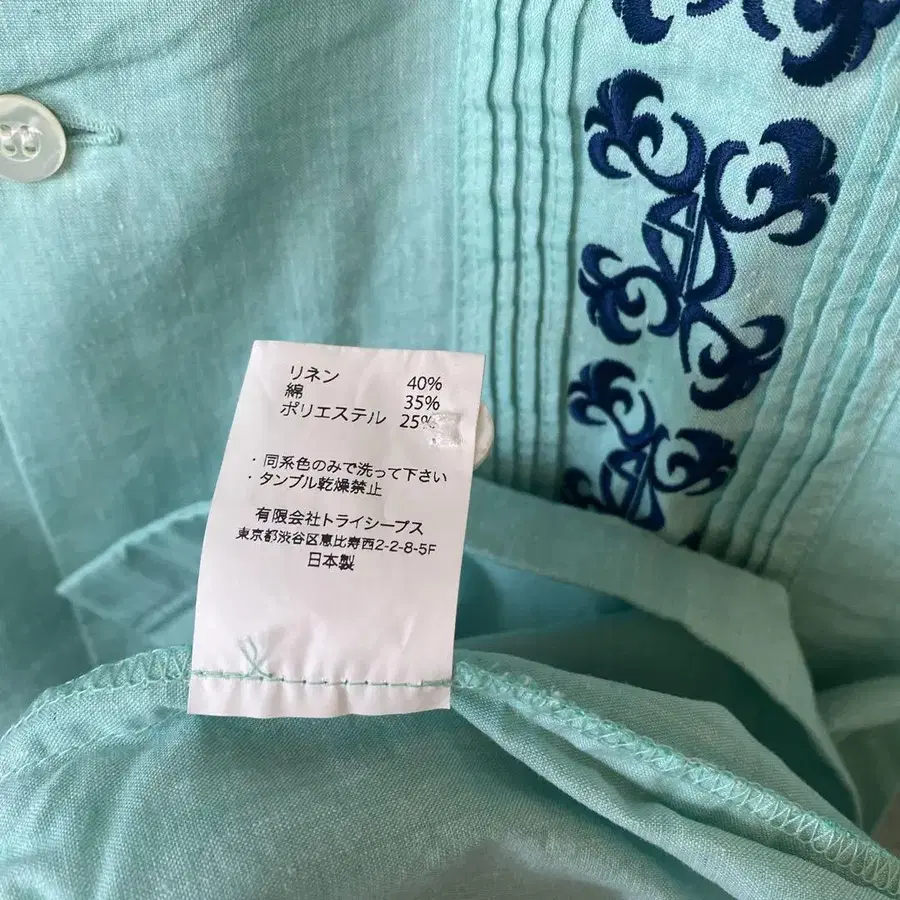 リネン 40%
綿 35%
ポリエステル 25%
・同系色のみで洗って下さい
・タンブル乾燥禁止
有限会社トライシープス
東京都渋谷区恵比寿西2-2-8-5F
日本製